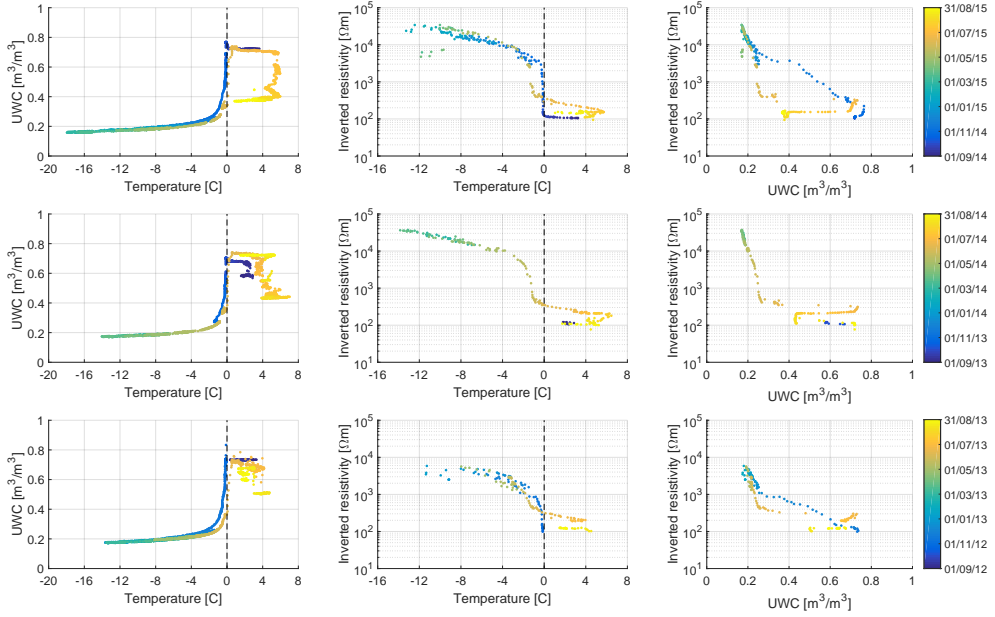 1
0.8
0.6
0.4
0.2
0
UWC [m³/m³]
-20 -16 -12 -8 -4 0 4 8
Temperature [C]
10⁵
10⁴
10³
10²
10¹
Inverted resistivity [Ωm]
-16 -12 -8 -4 0 4 8
Temperature [C]
10⁵
10⁴
10³
10²
10¹
Inverted resistivity [Ωm]
0 0.2 0.4 0.6 0.8 1
UWC [m³/m³]
31/08/15
01/07/15
01/05/15
01/03/15
01/01/15
01/11/14
01/09/14
1
0.8
0.6
0.4
0.2
0
UWC [m³/m³]
-20 -16 -12 -8 -4 0 4 8
Temperature [C]
10⁵
10⁴
10³
10²
10¹
Inverted resistivity [Ωm]
-16 -12 -8 -4 0 4 8
Temperature [C]
10⁵
10⁴
10³
10²
10¹
Inverted resistivity [Ωm]
0 0.2 0.4 0.6 0.8 1
UWC [m³/m³]
31/08/14
01/07/14
01/05/14
01/03/14
01/01/14
01/11/13
01/09/13
1
0.8
0.6
0.4
0.2
0
UWC [m³/m³]
-20 -16 -12 -8 -4 0 4 8
Temperature [C]
10⁵
10⁴
10³
10²
10¹
Inverted resistivity [Ωm]
-16 -12 -8 -4 0 4 8
Temperature [C]
10⁵
10⁴
10³
10²
10¹
Inverted resistivity [Ωm]
0 0.2 0.4 0.6 0.8 1
UWC [m³/m³]
31/08/13
01/07/13
01/05/13
01/03/13
01/01/13
01/11/12
01/09/12